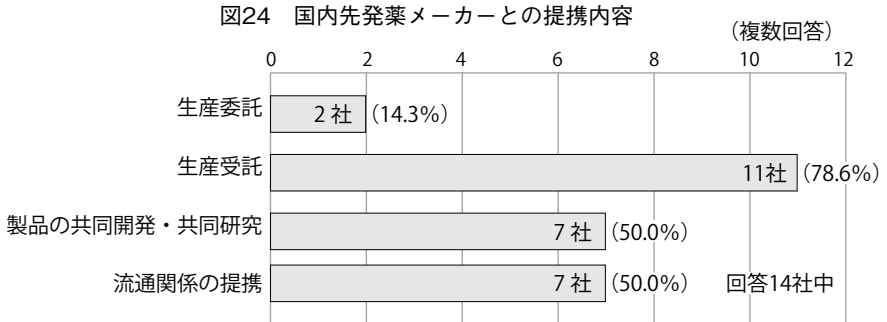 図24　国内先発薬メーカーとの提携内容
（複数回答）
0 2 4 6 8 10 12
生産委託 2社（14.3%）
生産受託 11社（78.6%）
製品の共同開発・共同研究 7社（50.0%）
流通関係の提携 7社（50.0%） 回答14社中